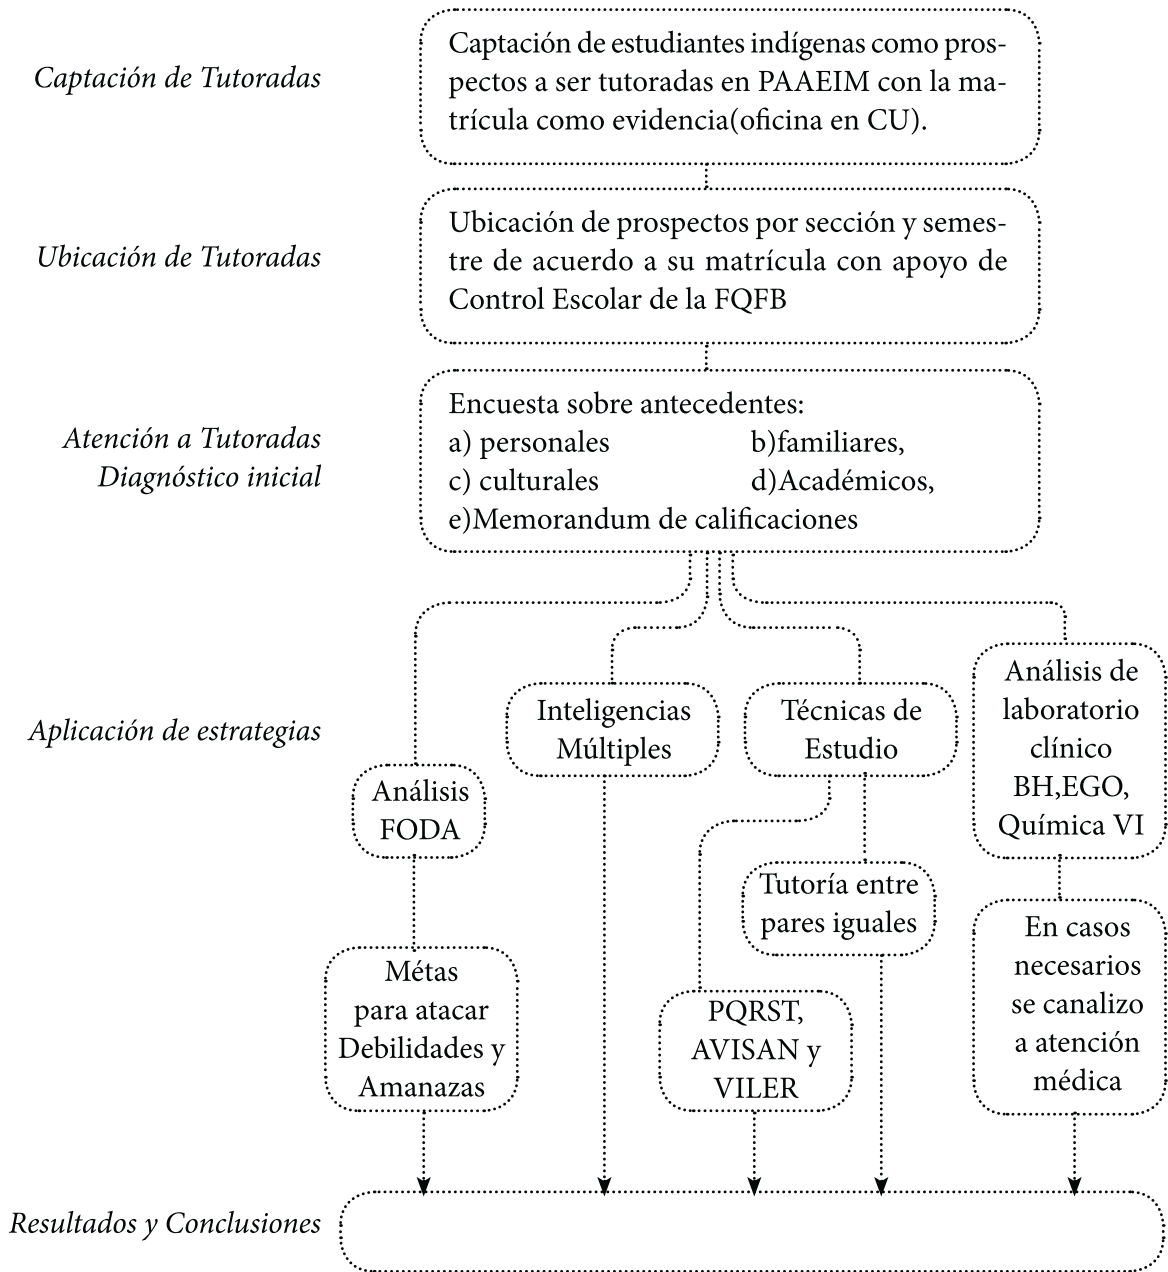 Captación de Tutoradas
Captación de estudiantes indígenas como pros-
pectos a ser tutoradas en PAAEIM con la ma-
trícula como evidencia(oficina en CU).
Ubicación de Tutoradas
Ubicación de prospectos por sección y semes-
tre de acuerdo a su matrícula con apoyo de
Control Escolar de la FQFB
Atención a Tutoradas
Diagnóstico inicial
Encuesta sobre antecedentes:
a) personales b)familiares,
c) culturales d)Académicos,
e)Memorandum de calificaciones
Aplicación de estrategias
Análisis
FODA
Métas
para atacar
Debilidades y
Amanazas
Inteligencias
Múltiples
Técnicas de
Estudio
PQRST,
AVISAN y
VILER
Tutoría entre
pares iguales
Análisis de
laboratorio
clínico
BH,EGO,
Química VI
En casos
necesarios
se canalizo
a atención
médica
Resultados y Conclusiones